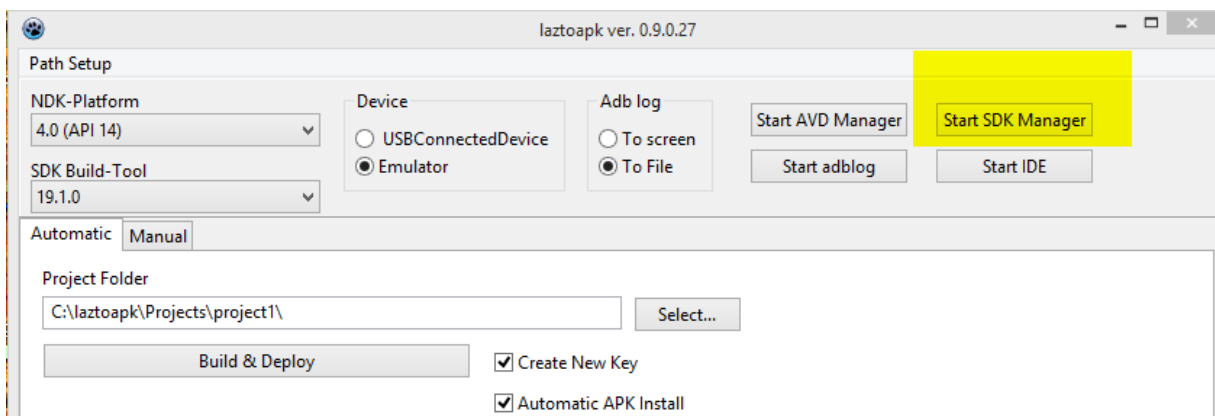 laztoapk ver. 0.9.0.27
Path Setup
NDK-Platform
4.0 (API 14)
SDK Build-Tool
19.1.0
Device
USBConnectedDevice
Emulator
Adb log
To screen
To File
Start AVD Manager
Start SDK Manager
Start adblog
Start IDE
Automatic
Manual
Project Folder
C:\laztoapk\Projects\project1\
Select...
Build & Deploy
Create New Key
Automatic APK Install